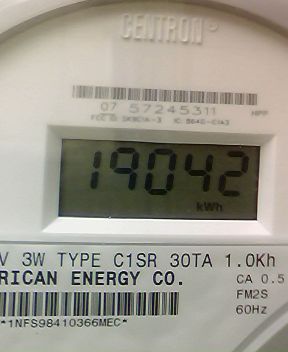 CENTRON®
07 57245311
HPP
19042
kWh
V 3W TYPE C1SR 30TA 1.0Kh
RICAN ENERGY CO.
CA 0.5
FM2S
60Hz
*1NFS98410366MEC*